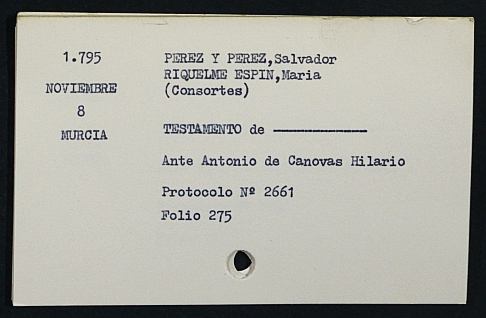 1.795
NOVIEMBRE
8
MURCIA
PEREZ Y PEREZ,Salvador
RIQUELME ESPIN,Maria
(Consortes)
TESTAMENTO de ---------------
Ante Antonio de Canovas Hilario
Protocolo Nº 2661
Folio 275